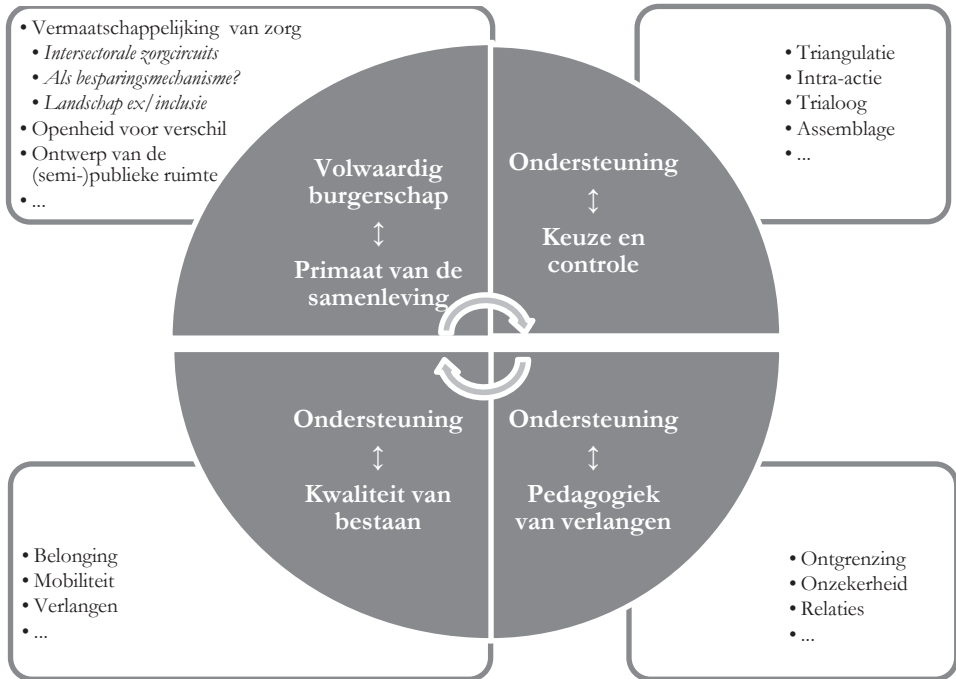 • Vermaatschappelijking van zorg
• Intersectorale zorgcircuits
• Als besparingsmechanisme?
• Landschap ex/inclusie
• Openheid voor verschil
• Ontwerp van de
(semi-)publieke ruimte
• ...
Volwaardig
burgerschap
↕
Primaat van de
samenleving
Ondersteuning
↕
Keuze en
controle
• Triangulatie
• Intra-actie
• Trialoog
• Assemblage
• ...
• Belonging
• Mobiliteit
• Verlangen
• ...
Ondersteuning
↕
Kwaliteit van
bestaan
Ondersteuning
↕
Pedagogiek
van verlangen
• Ontgrenzing
• Onzekerheid
• Relaties
• ...